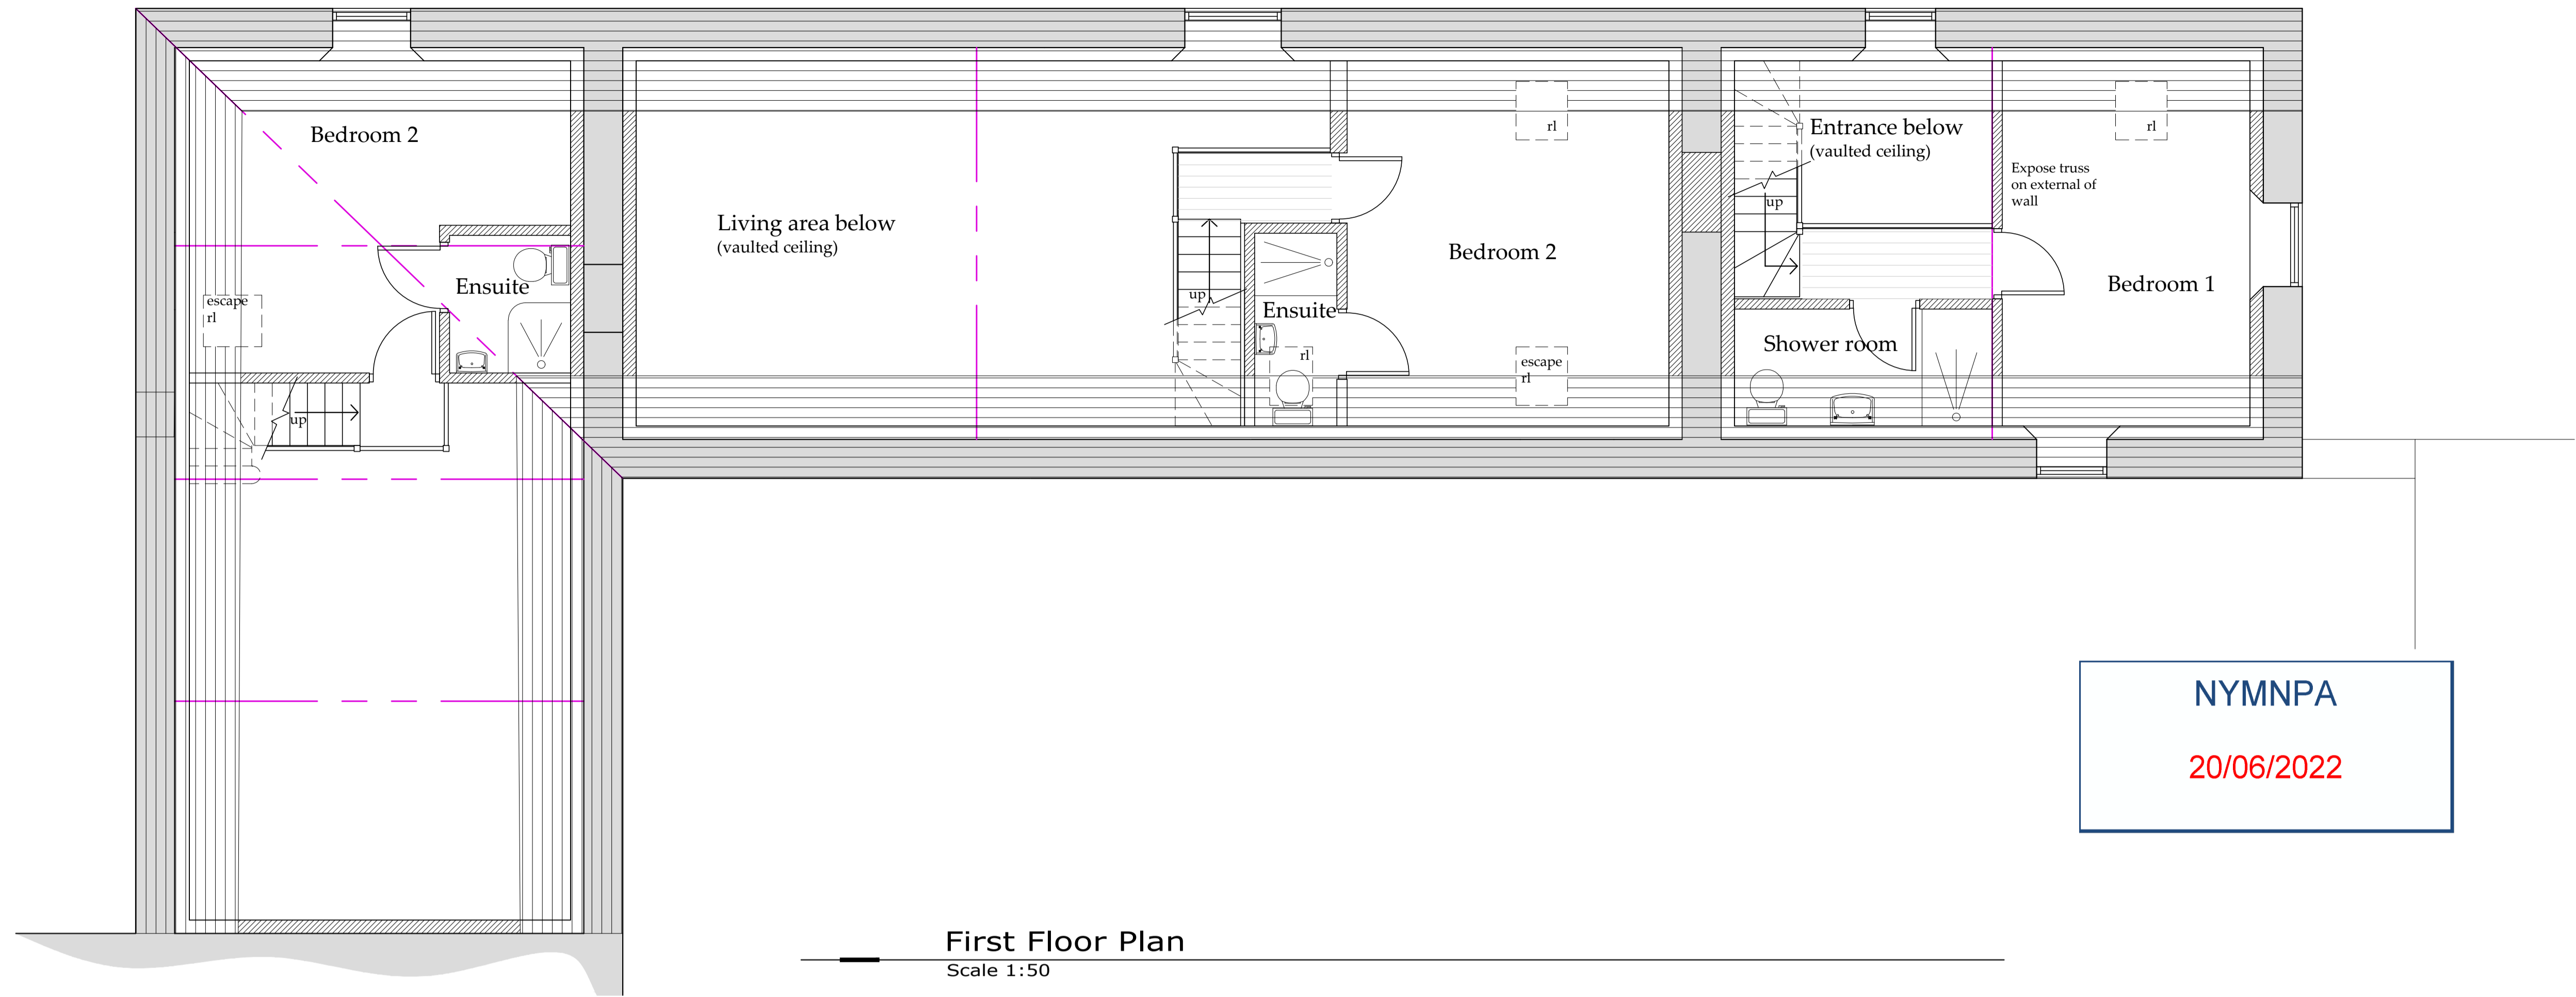 Bedroom 2
Ensuite
escape
rl
up
Living area below
(vaulted ceiling)
up
Ensuite
rl
Bedroom 2
rl
escape
rl
Entrance below
(vaulted ceiling)
up
Shower room
Expose truss
on external of
wall
rl
Bedroom 1
NYMNPA
20/06/2022
First Floor Plan
Scale 1:50